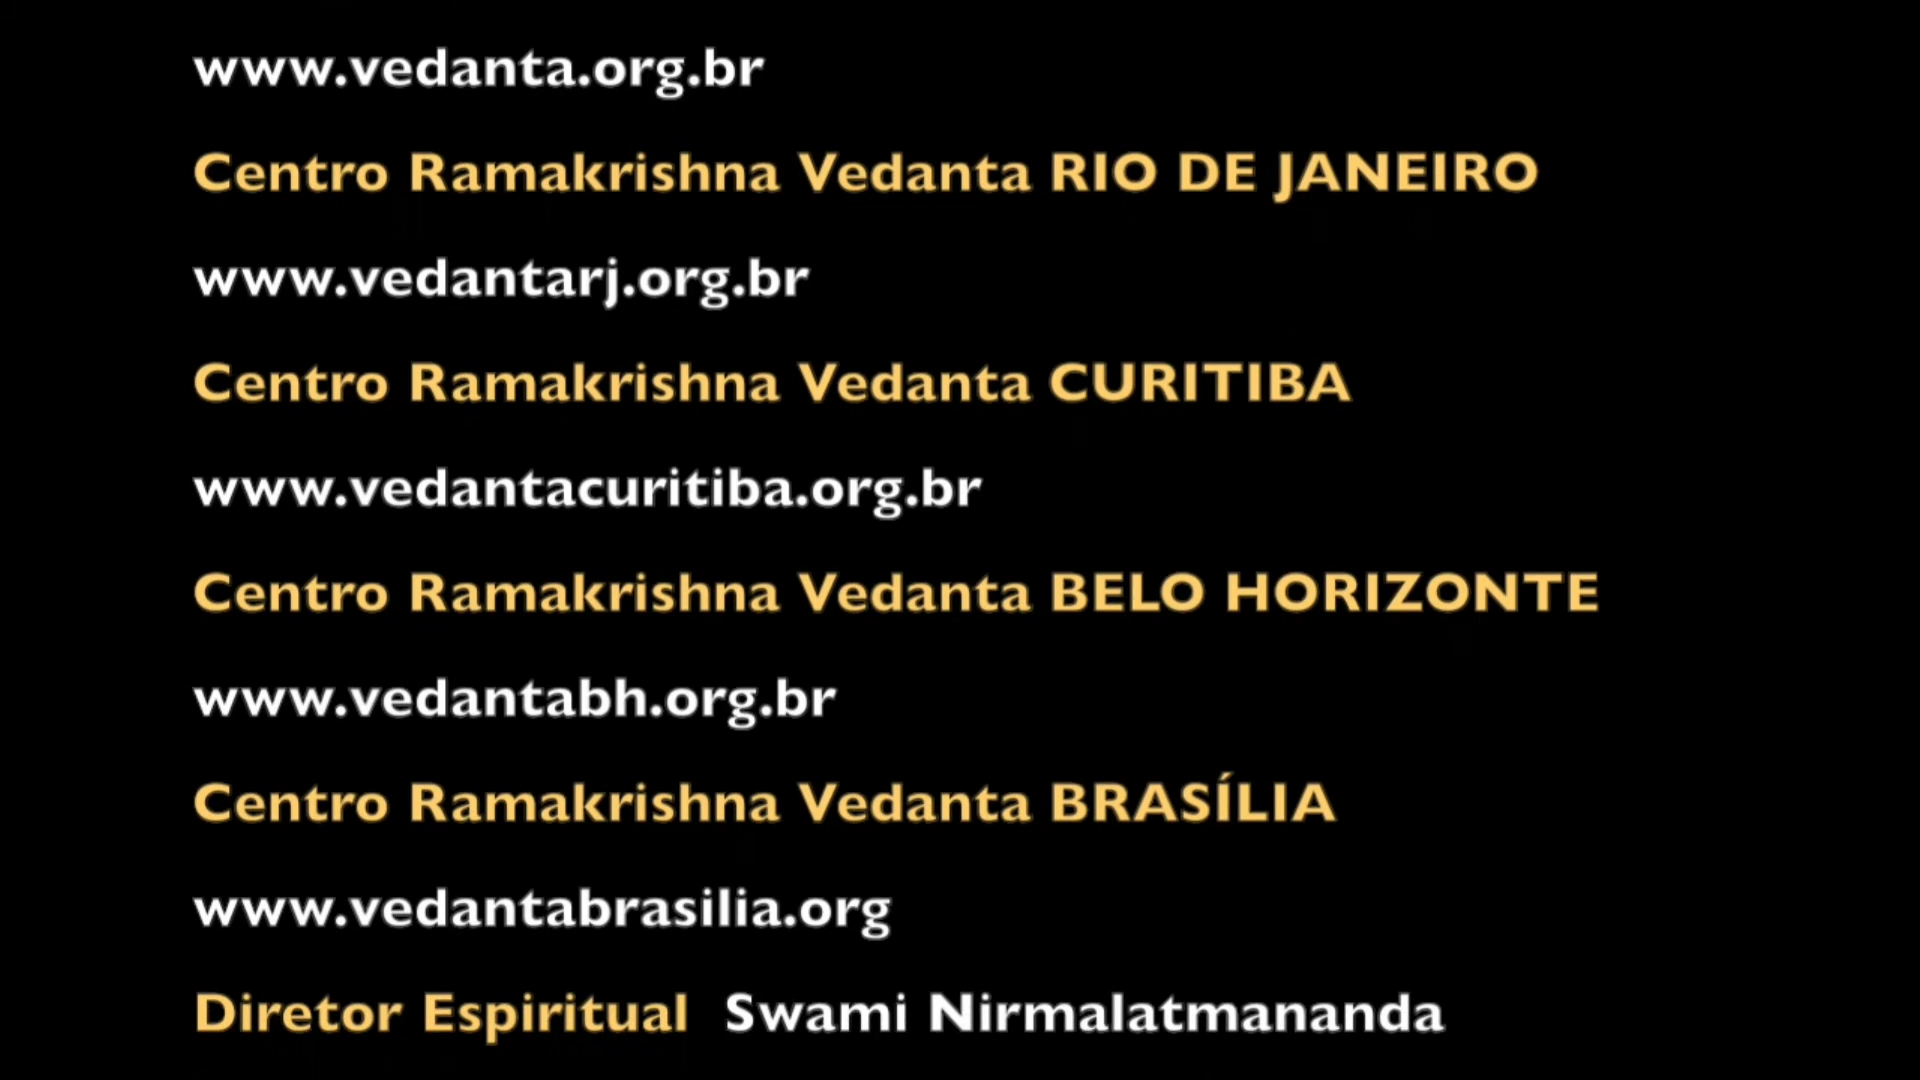 www.vedanta.org.br
Centro Ramakrishna Vedanta RIO DE JANEIRO
www.vedantarj.org.br
Centro Ramakrishna Vedanta CURITIBA
www.vedantacuritiba.org.br
Centro Ramakrishna Vedanta BELO HORIZONTE
www.vedantabh.org.br
Centro Ramakrishna Vedanta BRASÍLIA
www.vedantabrasilia.org
Diretor Espiritual Swami Nirmalatmananda